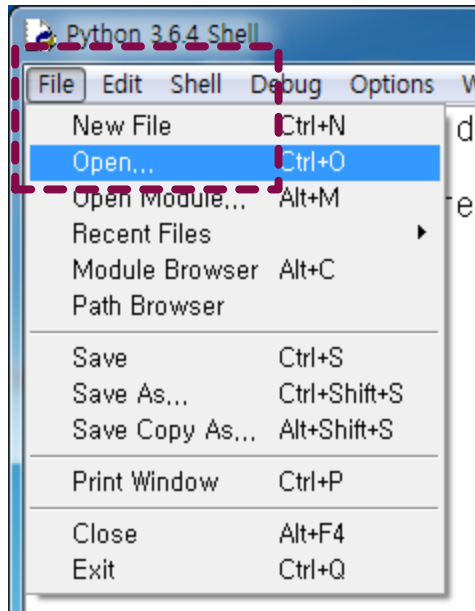 Python 3.6.4 Shell
File Edit Shell Debug Options
New File Ctrl+N
Open... Ctrl+O
Open Module... Alt+M
Recent Files
Module Browser Alt+C
Path Browser
Save Ctrl+S
Save As... Ctrl+Shift+S
Save Copy As... Alt+Shift+S
Print Window Ctrl+P
Close Alt+F4
Exit Ctrl+Q